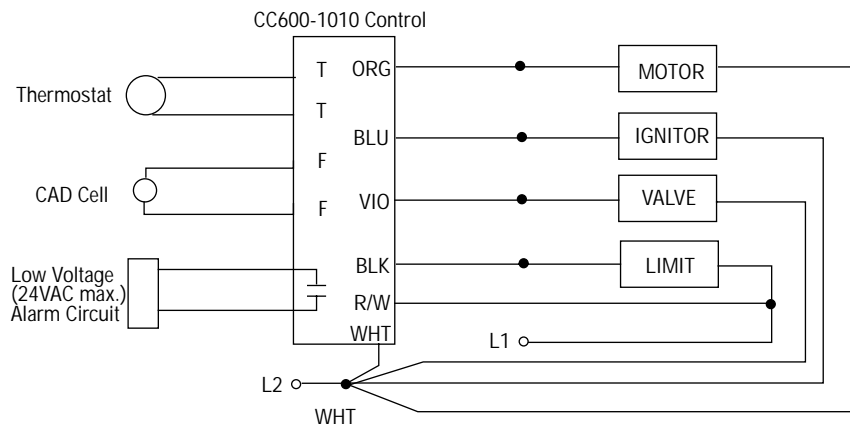 CC600-1010 Control
T ORG MOTOR
Thermostat
T
BLU IGNITOR
F
CAD Cell
F VIO VALVE
BLK LIMIT
Low Voltage
(24VAC max.)
Alarm Circuit
R/W
WHT
L1
L2
WHT